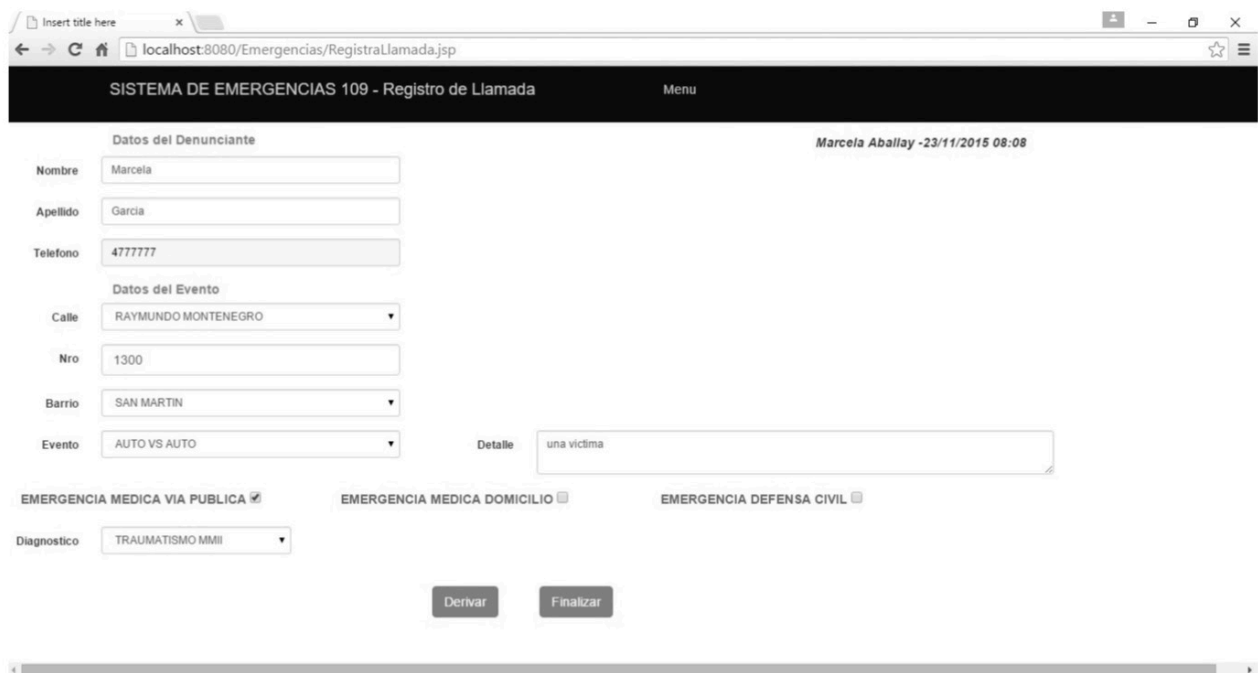 Insert title here
localhost:8080/Emergencias/RegistraLlamada.jsp
SISTEMA DE EMERGENCIAS 109 - Registro de Llamada Menu
Datos del Denunciante
Marcela Aballay -23/11/2015 08:08
Nombre Marcela
Apellido Garcia
Telefono 4777777
Datos del Evento
Calle RAYMUNDO MONTENEGRO
Nro 1300
Barrio SAN MARTIN
Evento AUTO VS AUTO Detalle una victima
EMERGENCIA MEDICA VIA PUBLICA EMERGENCIA MEDICA DOMICILIO EMERGENCIA DEFENSA CIVIL
Diagnostico TRAUMATISMO MMII
Derivar Finalizar